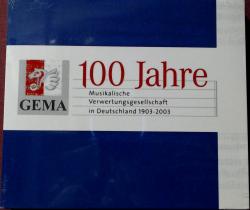 100 Jahre
Musikalische
Verwertungsgesellschaft
in Deutschland 1903-2003
GEMA